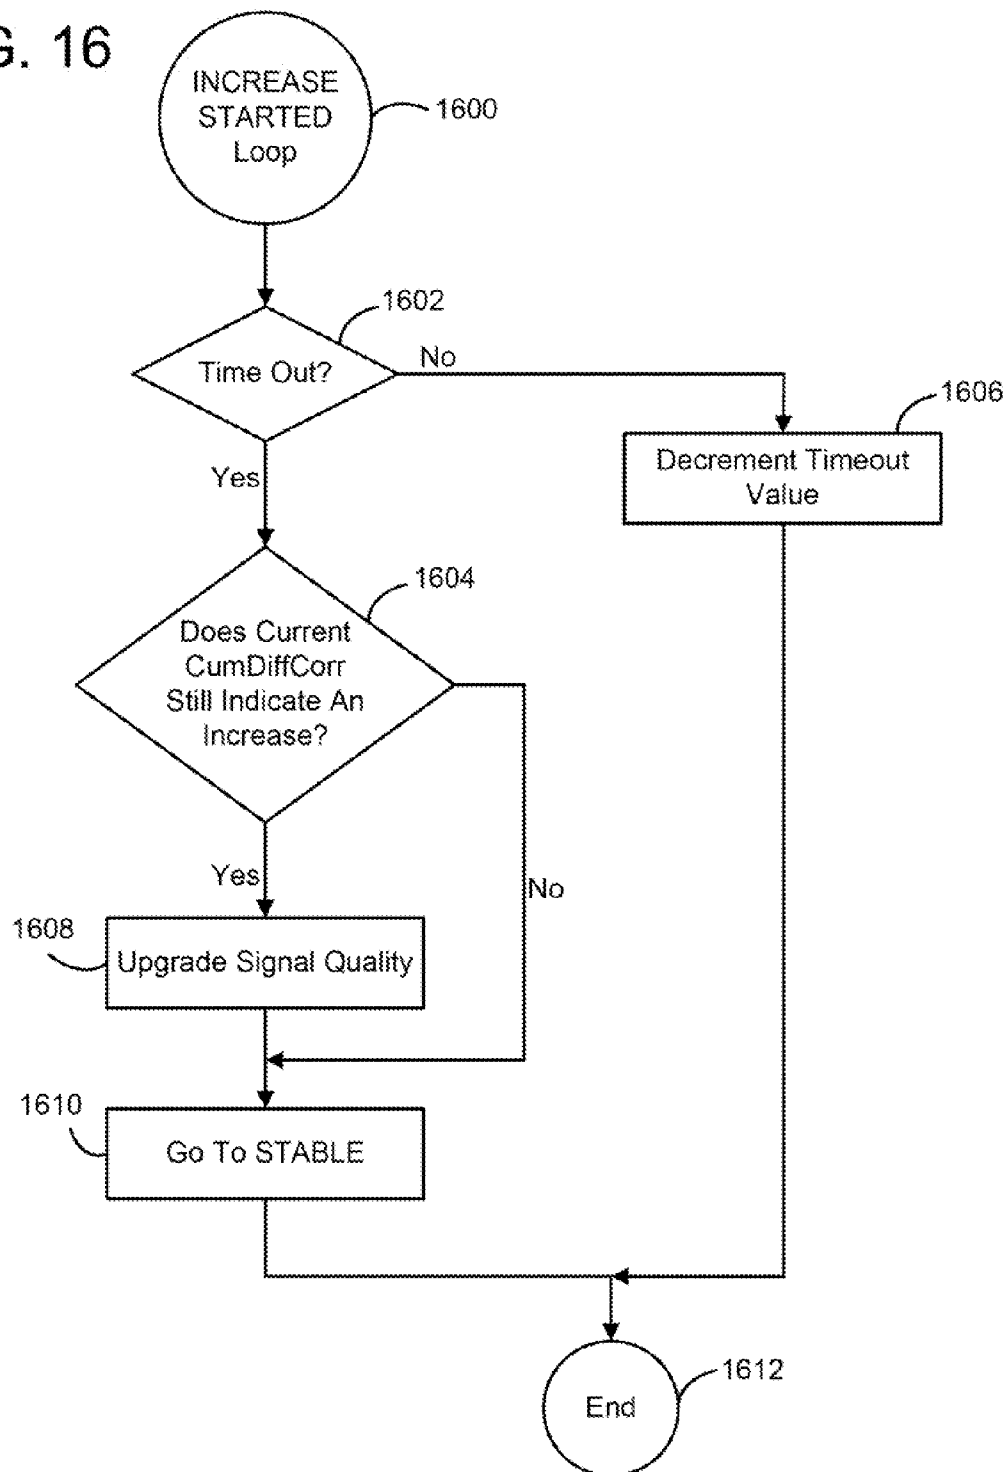 G. 16
INCREASE
STARTED
Loop
1600
1602
Time Out?
No
1606
Decrement Timeout
Value
Yes
1604
Does Current
CumDiffCorr
Still Indicate An
Increase?
Yes
No
1608
Upgrade Signal Quality
1610
Go To STABLE
1612
End